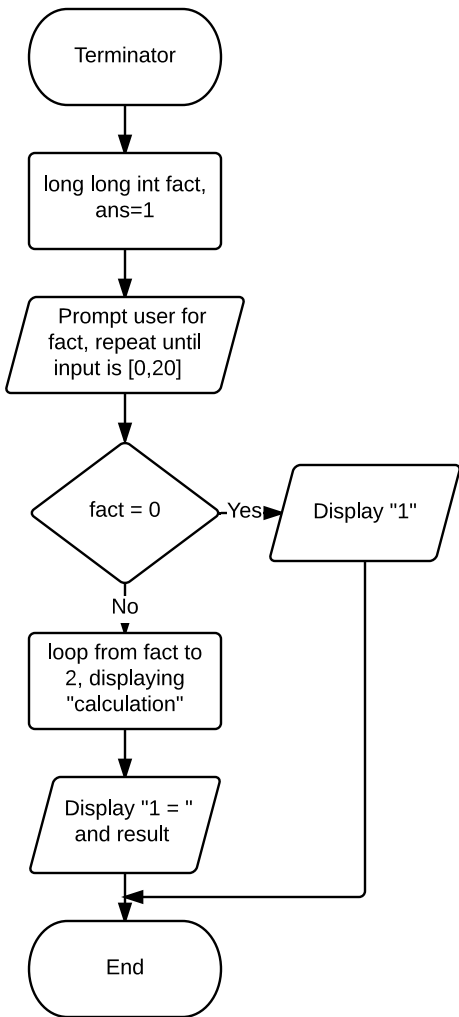 Terminator
long long int fact,
ans=1
Prompt user for
fact, repeat until
input is [0,20]
fact = 0
Yes
Display "1"
No
loop from fact to
2, displaying
"calculation"
Display "1 = "
and result
End